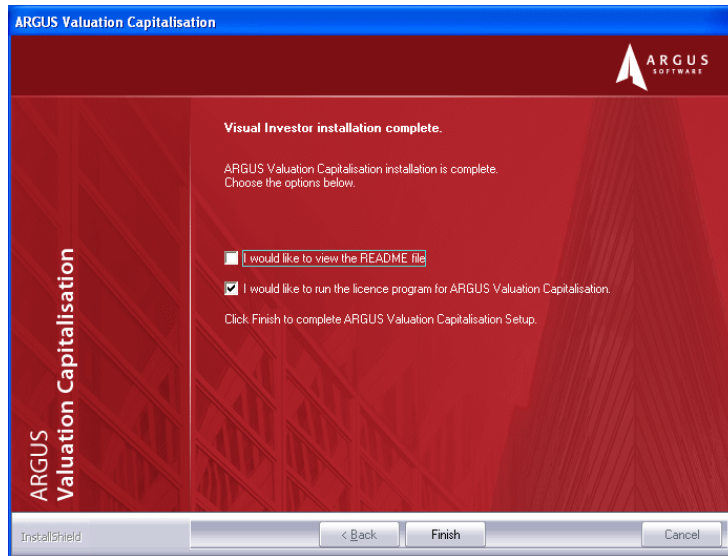 ARGUS Valuation Capitalisation
ARGUS
SOFTWARE
Visual Investor installation complete.
ARGUS Valuation Capitalisation installation is complete.
Choose the options below.
I would like to view the README file
I would like to run the licence program for ARGUS Valuation Capitalisation.
Click Finish to complete ARGUS Valuation Capitalisation Setup.
ARGUS
Valuation Capitalisation
InstallShield
< Back
Finish
Cancel